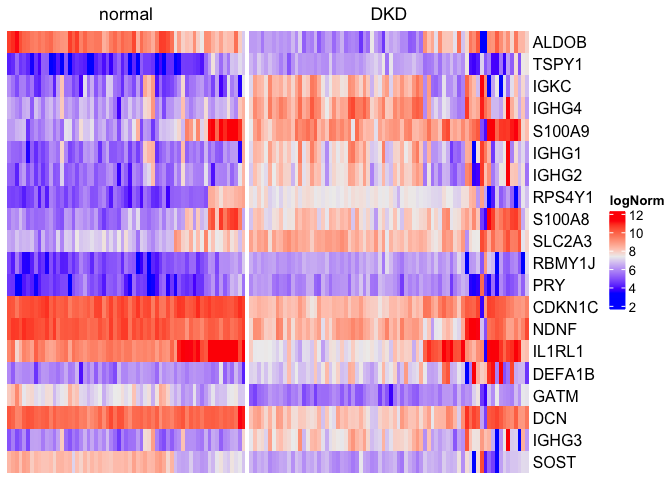 normal DKD
ALDOB
TSPY1
IGKC
IGHG4
S100A9
IGHG1
IGHG2
RPS4Y1
S100A8
SLC2A3
RBMY1J
PRY
CDKN1C
NDNF
IL1RL1
DEFA1B
GATM
DCN
IGHG3
SOST
logNorm
12
10
8
6
4
2